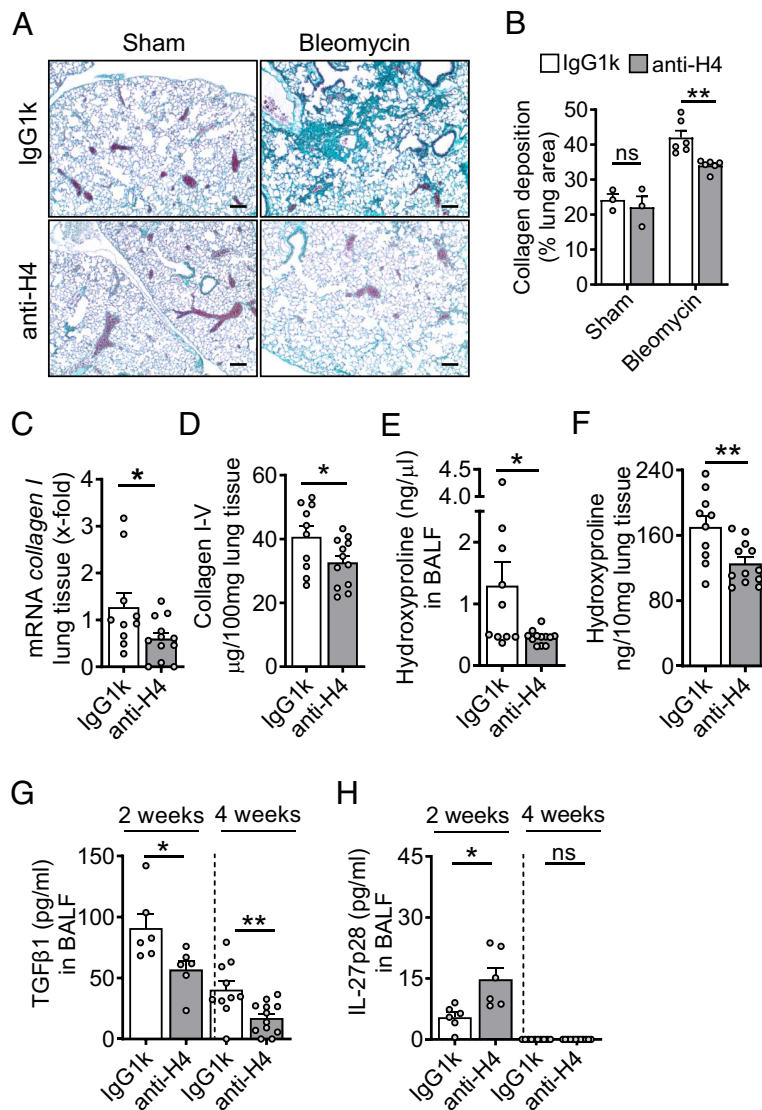 A
Sham
Bleomycin
IgG1k
anti-H4
B
IgG1k
anti-H4
Collagen deposition
(% lung area)
50
40
30
20
10
0
ns
**
Sham
Bleomycin
C
mRNA collagen I
lung tissue (x-fold)
4
3
2
1
0
*
IgG1k
anti-H4
D
Collagen I-V
µg/100mg lung tissue
60
40
20
0
*
IgG1k
anti-H4
E
Hydroxyproline (ng/µl)
in BALF
4.5
4.0
2
1
0
*
IgG1k
anti-H4
F
Hydroxyproline
ng/10mg lung tissue
240
160
80
0
**
IgG1k
anti-H4
G
2 weeks
4 weeks
TGFβ1 (pg/ml)
in BALF
150
100
50
0
*
**
IgG1k
anti-H4
IgG1k
anti-H4
H
2 weeks
4 weeks
IL-27p28 (pg/ml)
in BALF
45
30
15
0
*
ns
IgG1k
anti-H4
IgG1k
anti-H4